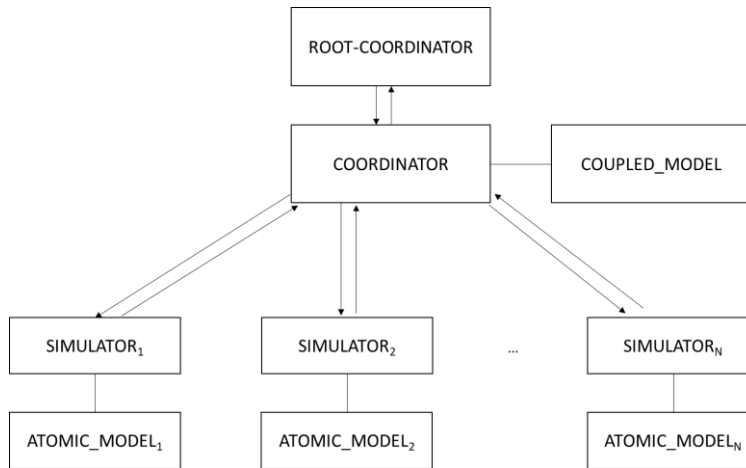 ROOT-COORDINATOR
COORDINATOR
COUPLED_MODEL
SIMULATOR₁
SIMULATOR₂
...
SIMULATORN
ATOMIC_MODEL₁
ATOMIC_MODEL₂
ATOMIC_MODELN